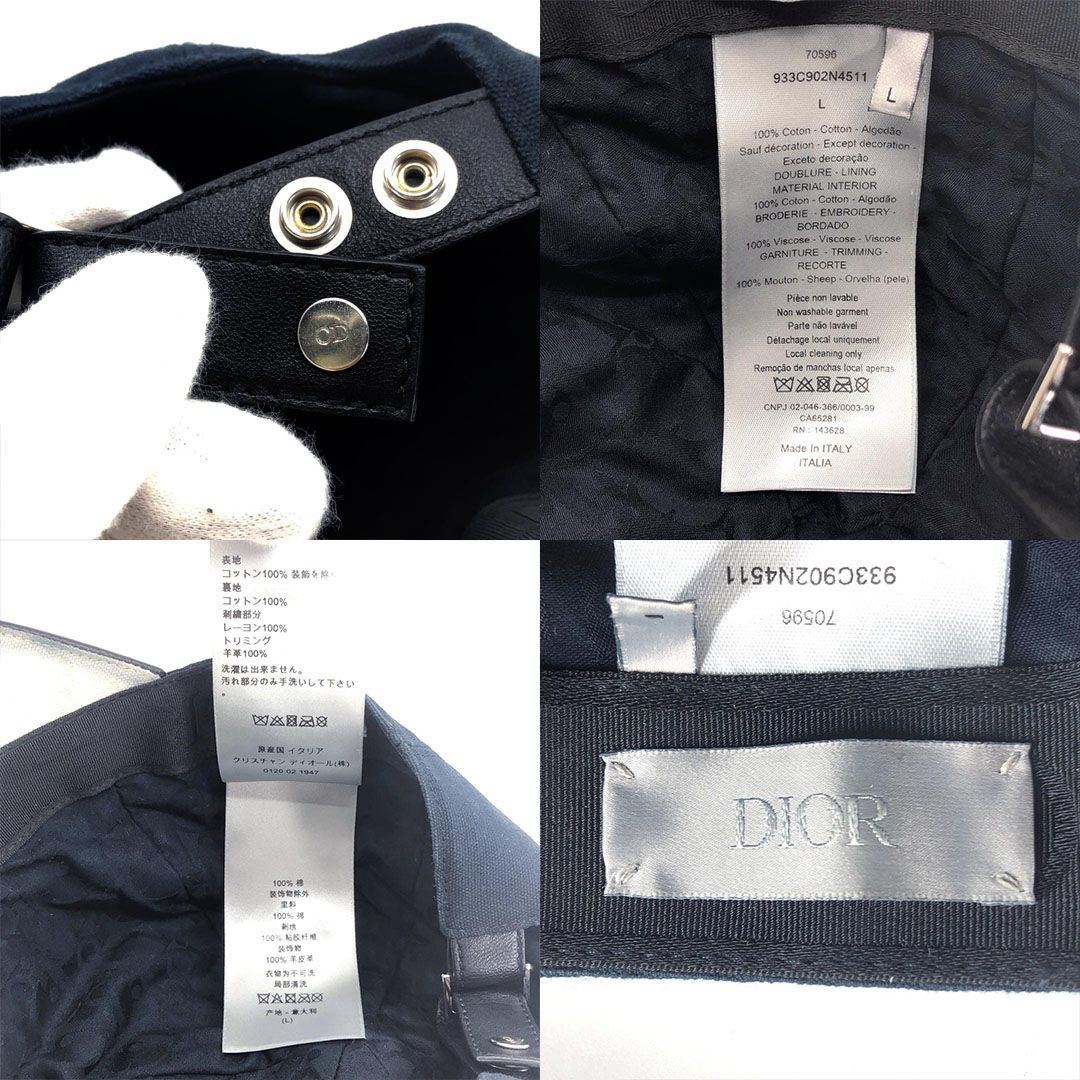 CD
70596
933C902N4511
L
L
100% Coton - Cotton - Algodão
Sauf décoration - Except decoration -
Exceto decoração
DOUBLURE - LINING
MATERIAL INTERIOR
100% Coton - Cotton - Algodão
BRODERIE - EMBROIDERY -
BORDADO
100% Viscose - Viscose - Viscose
GARNITURE - TRIMMING -
RECORTE
100% Mouton - Sheep - Orvelha (pele)
Pièce non lavable
Non washable garment
Parte não lavável
Détachage local uniquement
Local cleaning only
Remoção de manchas local apenas
CNPJ 02-046-366/0003-99
CA65281
RN : 143628
Made In ITALY
ITALIA
表地
コットン100% 装飾を除
裏地
コットン100%
刺繍部分
レーヨン100%
トリミング
羊革100%
洗濯は出来ません。
汚れ部分のみ手洗いして下さい
。
原産国 イタリア
クリスチャン ディオール(株)
0120 02 1947
100% 棉
装饰物除外
里料
100% 棉
刺绣
100% 粘胶纤维
装饰物
100% 羊皮革
衣物为不可洗
局部清洗
产地 - 意大利
(L)
933C902N4511
70596
DIOR